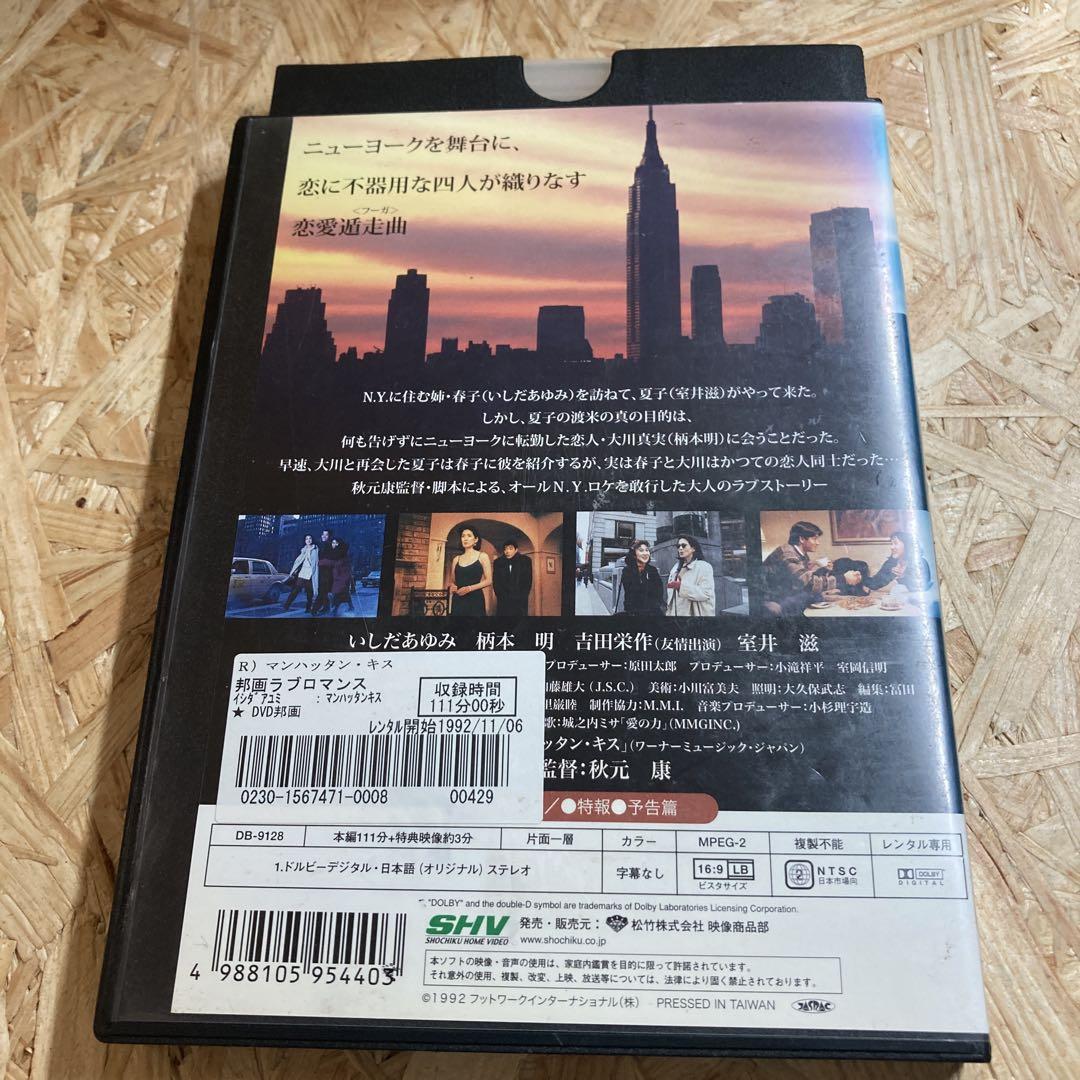 ニューヨークを舞台に、
恋に不器用な四人が織りなす
〈フーガ〉
恋愛遁走曲
N.Y.に住む姉・春子(いしだあゆみ)を訪ねて、夏子(室井滋)がやって来た。
しかし、夏子の渡米の真の目的は、
何も告げずにニューヨークに転勤した恋人・大川真実(柄本明)に会うことだった。
早速、大川と再会した夏子は春子に彼を紹介するが、実は春子と大川はかつての恋人同士だった…
秋元康監督・脚本による、オールN.Y.ロケを敢行した大人のラブストーリー
いしだあゆみ 柄本 明 吉田栄作(友情出演) 室井 滋
プロデューサー:原田太郎 プロデューサー:小滝祥平 室岡信明
加藤雄大(J.S.C.) 美術:小川富美夫 照明:大久保武志 編集:冨田
里巌睦 制作協力:M.M.I. 音楽プロデューサー:小杉理宇造
歌:城之内ミサ「愛の力」(MMGINC.)
ッタン・キス」(ワーナーミュージック・ジャパン)
監督:秋元 康
R)マンハッタン・キス
邦画ラブロマンス
イシダアユミ :マンハッタンキス
★ DVD邦画
収録時間
111分00秒
レンタル開始1992/11/06
0230-1567471-0008 00429
/●特報●予告篇
DB-9128 本編111分+特典映像約3分 片面一層 カラー MPEG-2 複製不能 レンタル専用
1.ドルビーデジタル・日本語(オリジナル)ステレオ 字幕なし 16:9 LB ビスタサイズ 2 NTSC 日本市場向 DOLBY DIGITAL
"DOLBY" and the double-D symbol are trademarks of Dolby Laboratories Licensing Corporation.
SHV 発売・販売元: 松竹株式会社 映像商品部
SHOCHIKU HOME VIDEO www.shochiku.co.jp
本ソフトの映像・音声の使用は、家庭内鑑賞を目的に限って許諾されています。
それ意外の使用、複製、改変、上映、放送等については、法律により固く禁止されております。
4 988105 954403
©1992 フットワークインターナショナル(株) PRESSED IN TAIWAN JASRAC